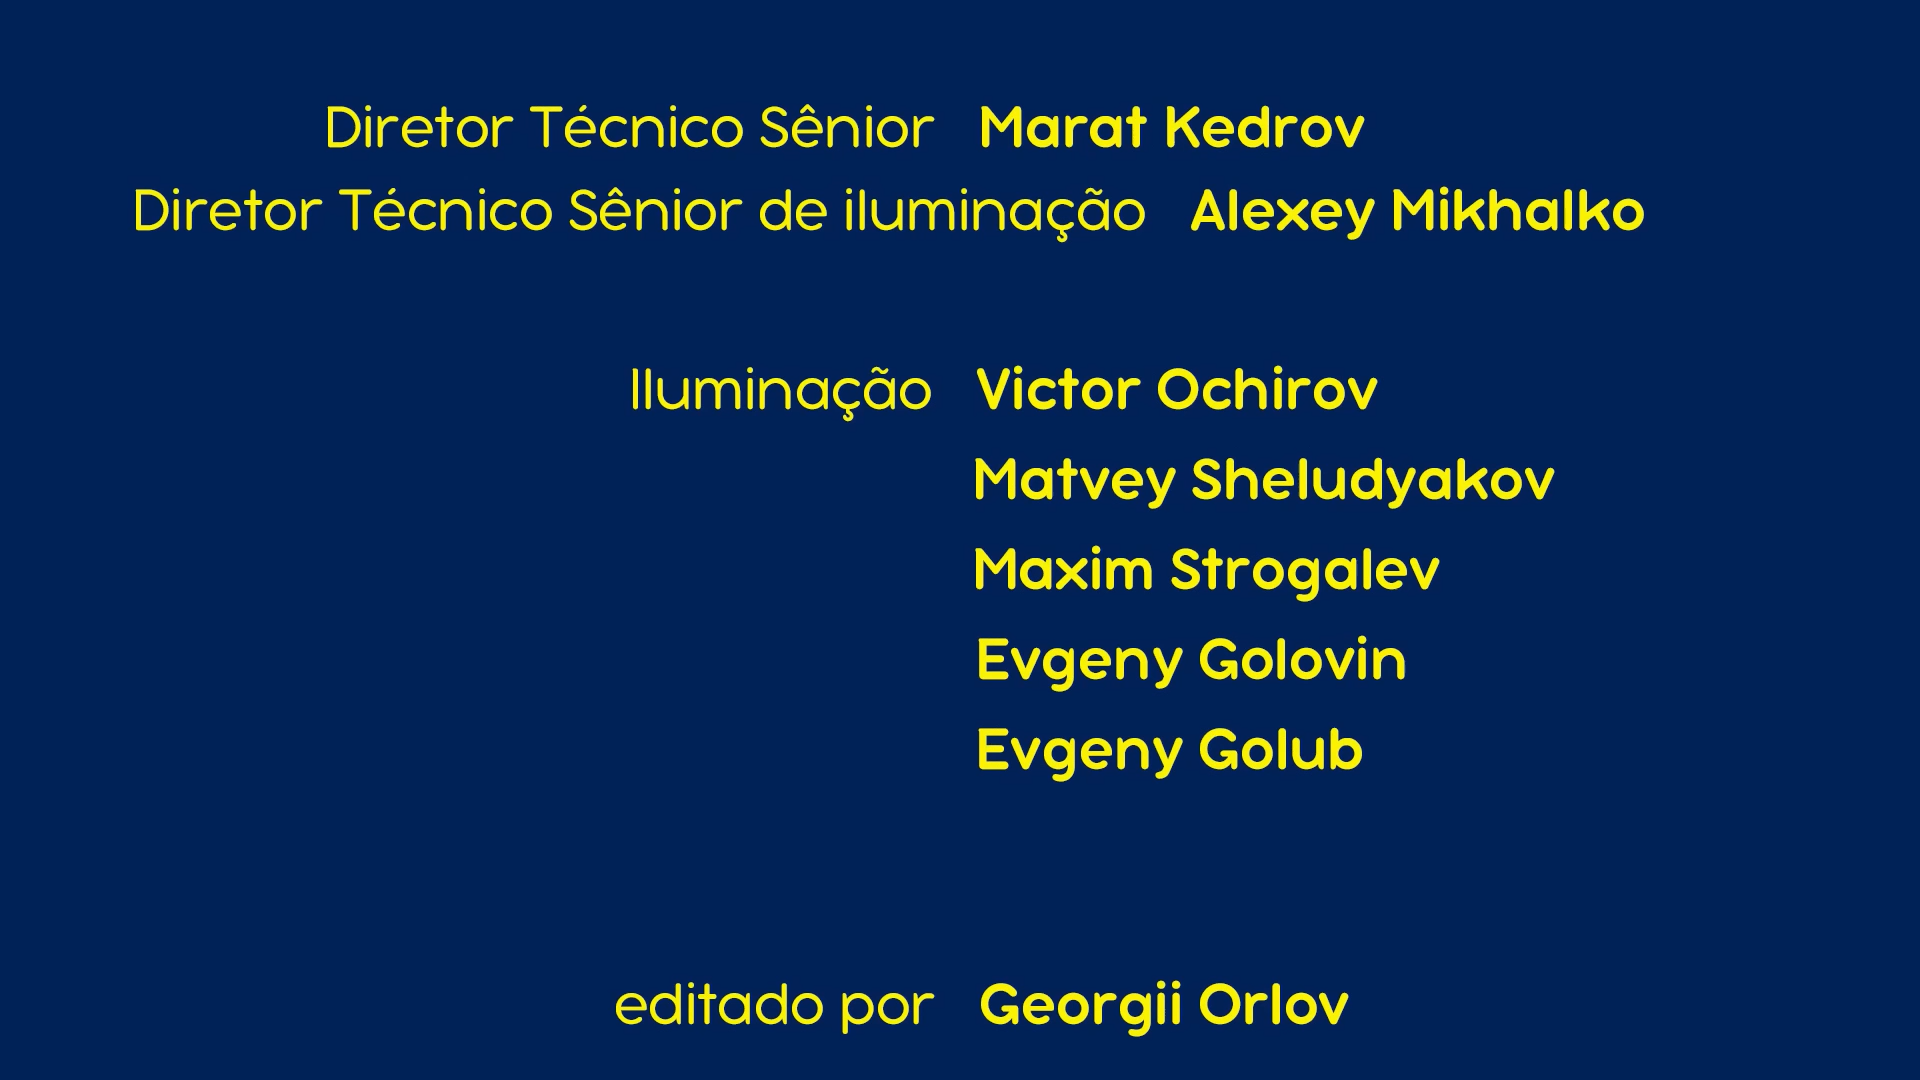 Diretor Técnico Sênior Marat Kedrov
Diretor Técnico Sênior de iluminação Alexey Mikhalko
Iluminação Victor Ochirov
Matvey Sheludyakov
Maxim Strogalev
Evgeny Golovin
Evgeny Golub
editado por Georgii Orlov